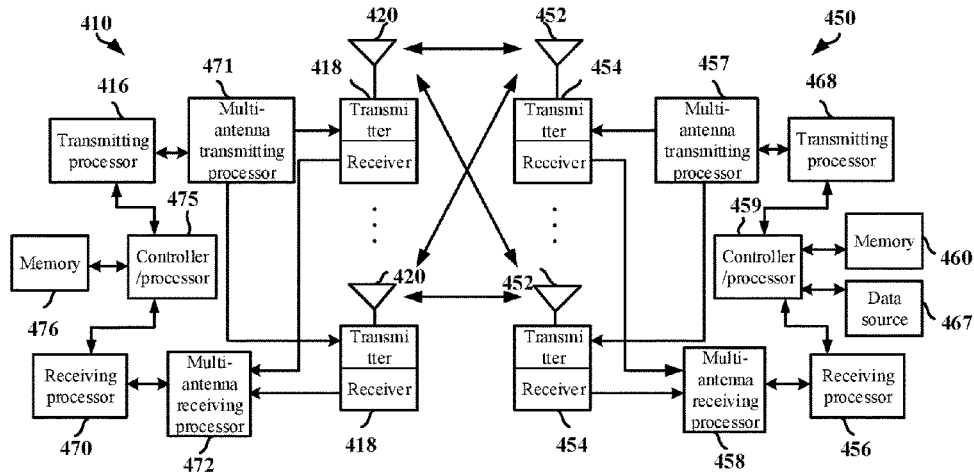 410
420
452
450
416
471
418
454
457
468
Transmitting
processor
Multi-
antenna
transmitting
processor
Transmi
tter
Receiver
Transmi
tter
Receiver
Multi-
antenna
transmitting
processor
Transmitting
processor
475
459
Memory
Controller
/processor
Controller
/processor
Memory
460
476
420
452
Data
source
467
Receiving
processor
Multi-
antenna
receiving
processor
Transmi
tter
Receiver
Transmi
tter
Receiver
Multi-
antenna
receiving
processor
Receiving
processor
470
472
418
454
458
456